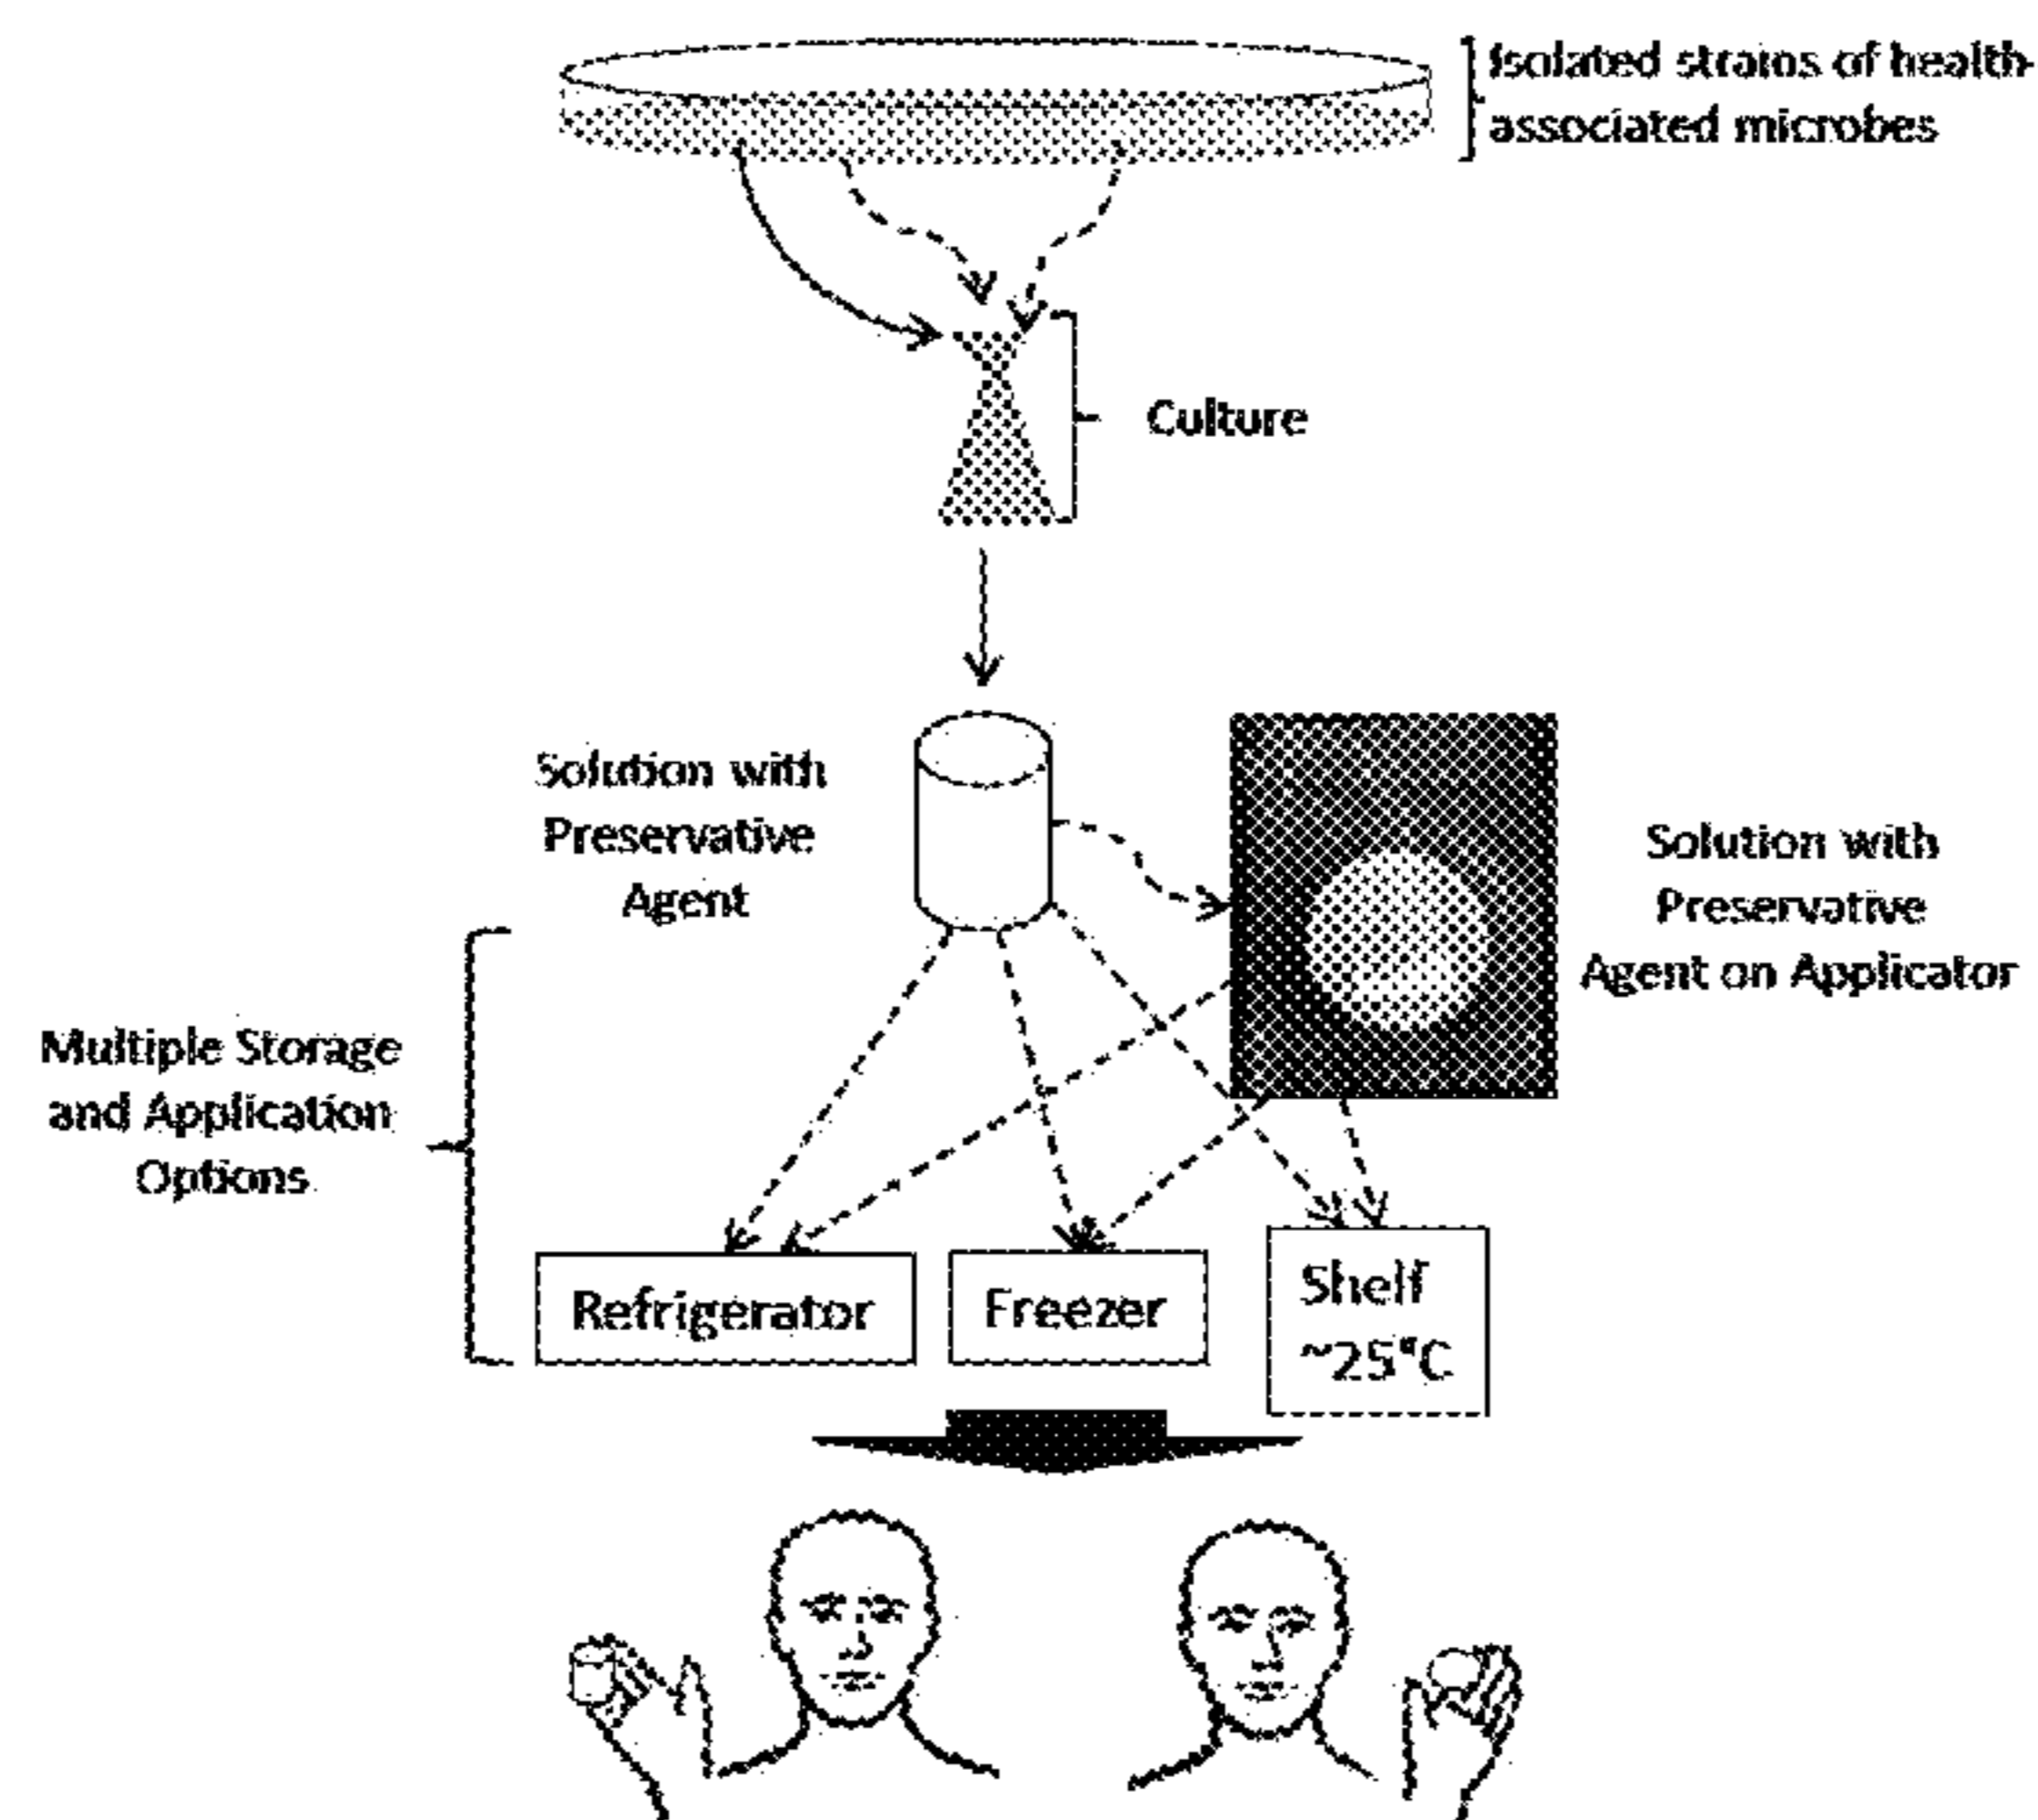 Isolated strains of health-
associated microbes
Culture
Solution with
Preservative
Agent
Solution with
Preservative
Agent on Applicator
Multiple Storage
and Application
Options
Refrigerator
Freezer
Shelf
~25°C